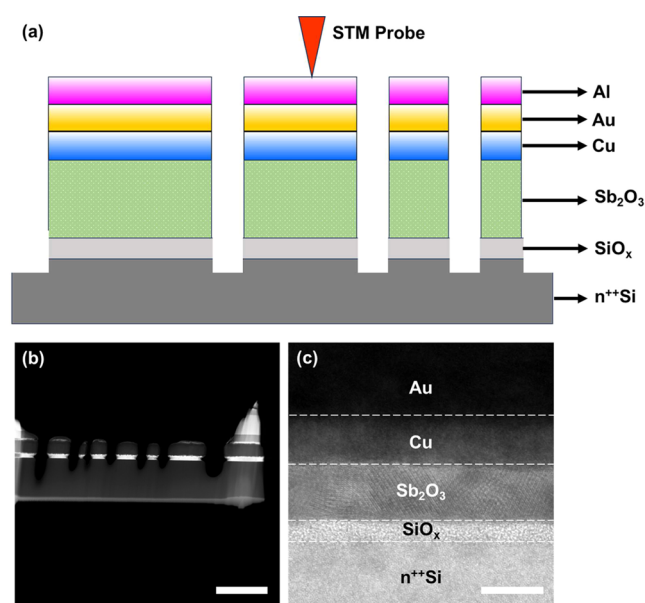 (a)
STM Probe
Al
Au
Cu
Sb₂O₃
SiOₓ
n⁺⁺Si
(b)
(c)
Au
Cu
Sb₂O₃
SiOₓ
n⁺⁺Si